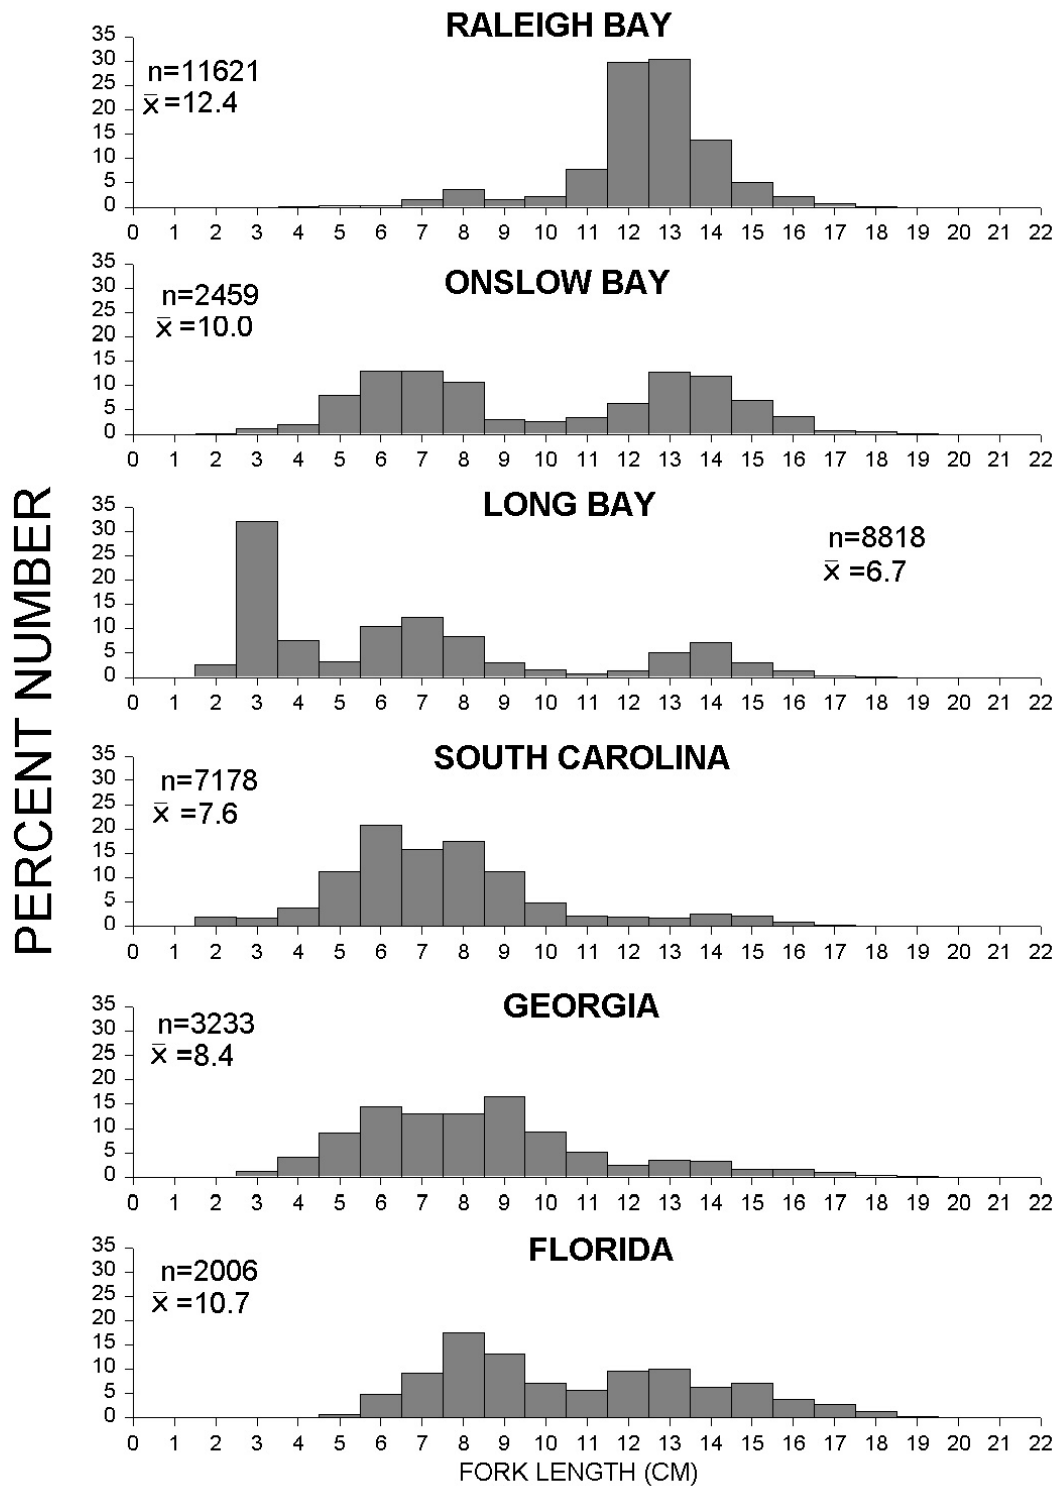 RALEIGH BAY
n=11621
x̄ =12.4
35
30
25
20
15
10
5
0
0 1 2 3 4 5 6 7 8 9 10 11 12 13 14 15 16 17 18 19 20 21 22
ONSLOW BAY
n=2459
x̄ =10.0
35
30
25
20
15
10
5
0
0 1 2 3 4 5 6 7 8 9 10 11 12 13 14 15 16 17 18 19 20 21 22
PERCENT NUMBER
LONG BAY
n=8818
x̄ =6.7
35
30
25
20
15
10
5
0
0 1 2 3 4 5 6 7 8 9 10 11 12 13 14 15 16 17 18 19 20 21 22
SOUTH CAROLINA
n=7178
x̄ =7.6
35
30
25
20
15
10
5
0
0 1 2 3 4 5 6 7 8 9 10 11 12 13 14 15 16 17 18 19 20 21 22
GEORGIA
n=3233
x̄ =8.4
35
30
25
20
15
10
5
0
0 1 2 3 4 5 6 7 8 9 10 11 12 13 14 15 16 17 18 19 20 21 22
FLORIDA
n=2006
x̄ =10.7
35
30
25
20
15
10
5
0
0 1 2 3 4 5 6 7 8 9 10 11 12 13 14 15 16 17 18 19 20 21 22
FORK LENGTH (CM)